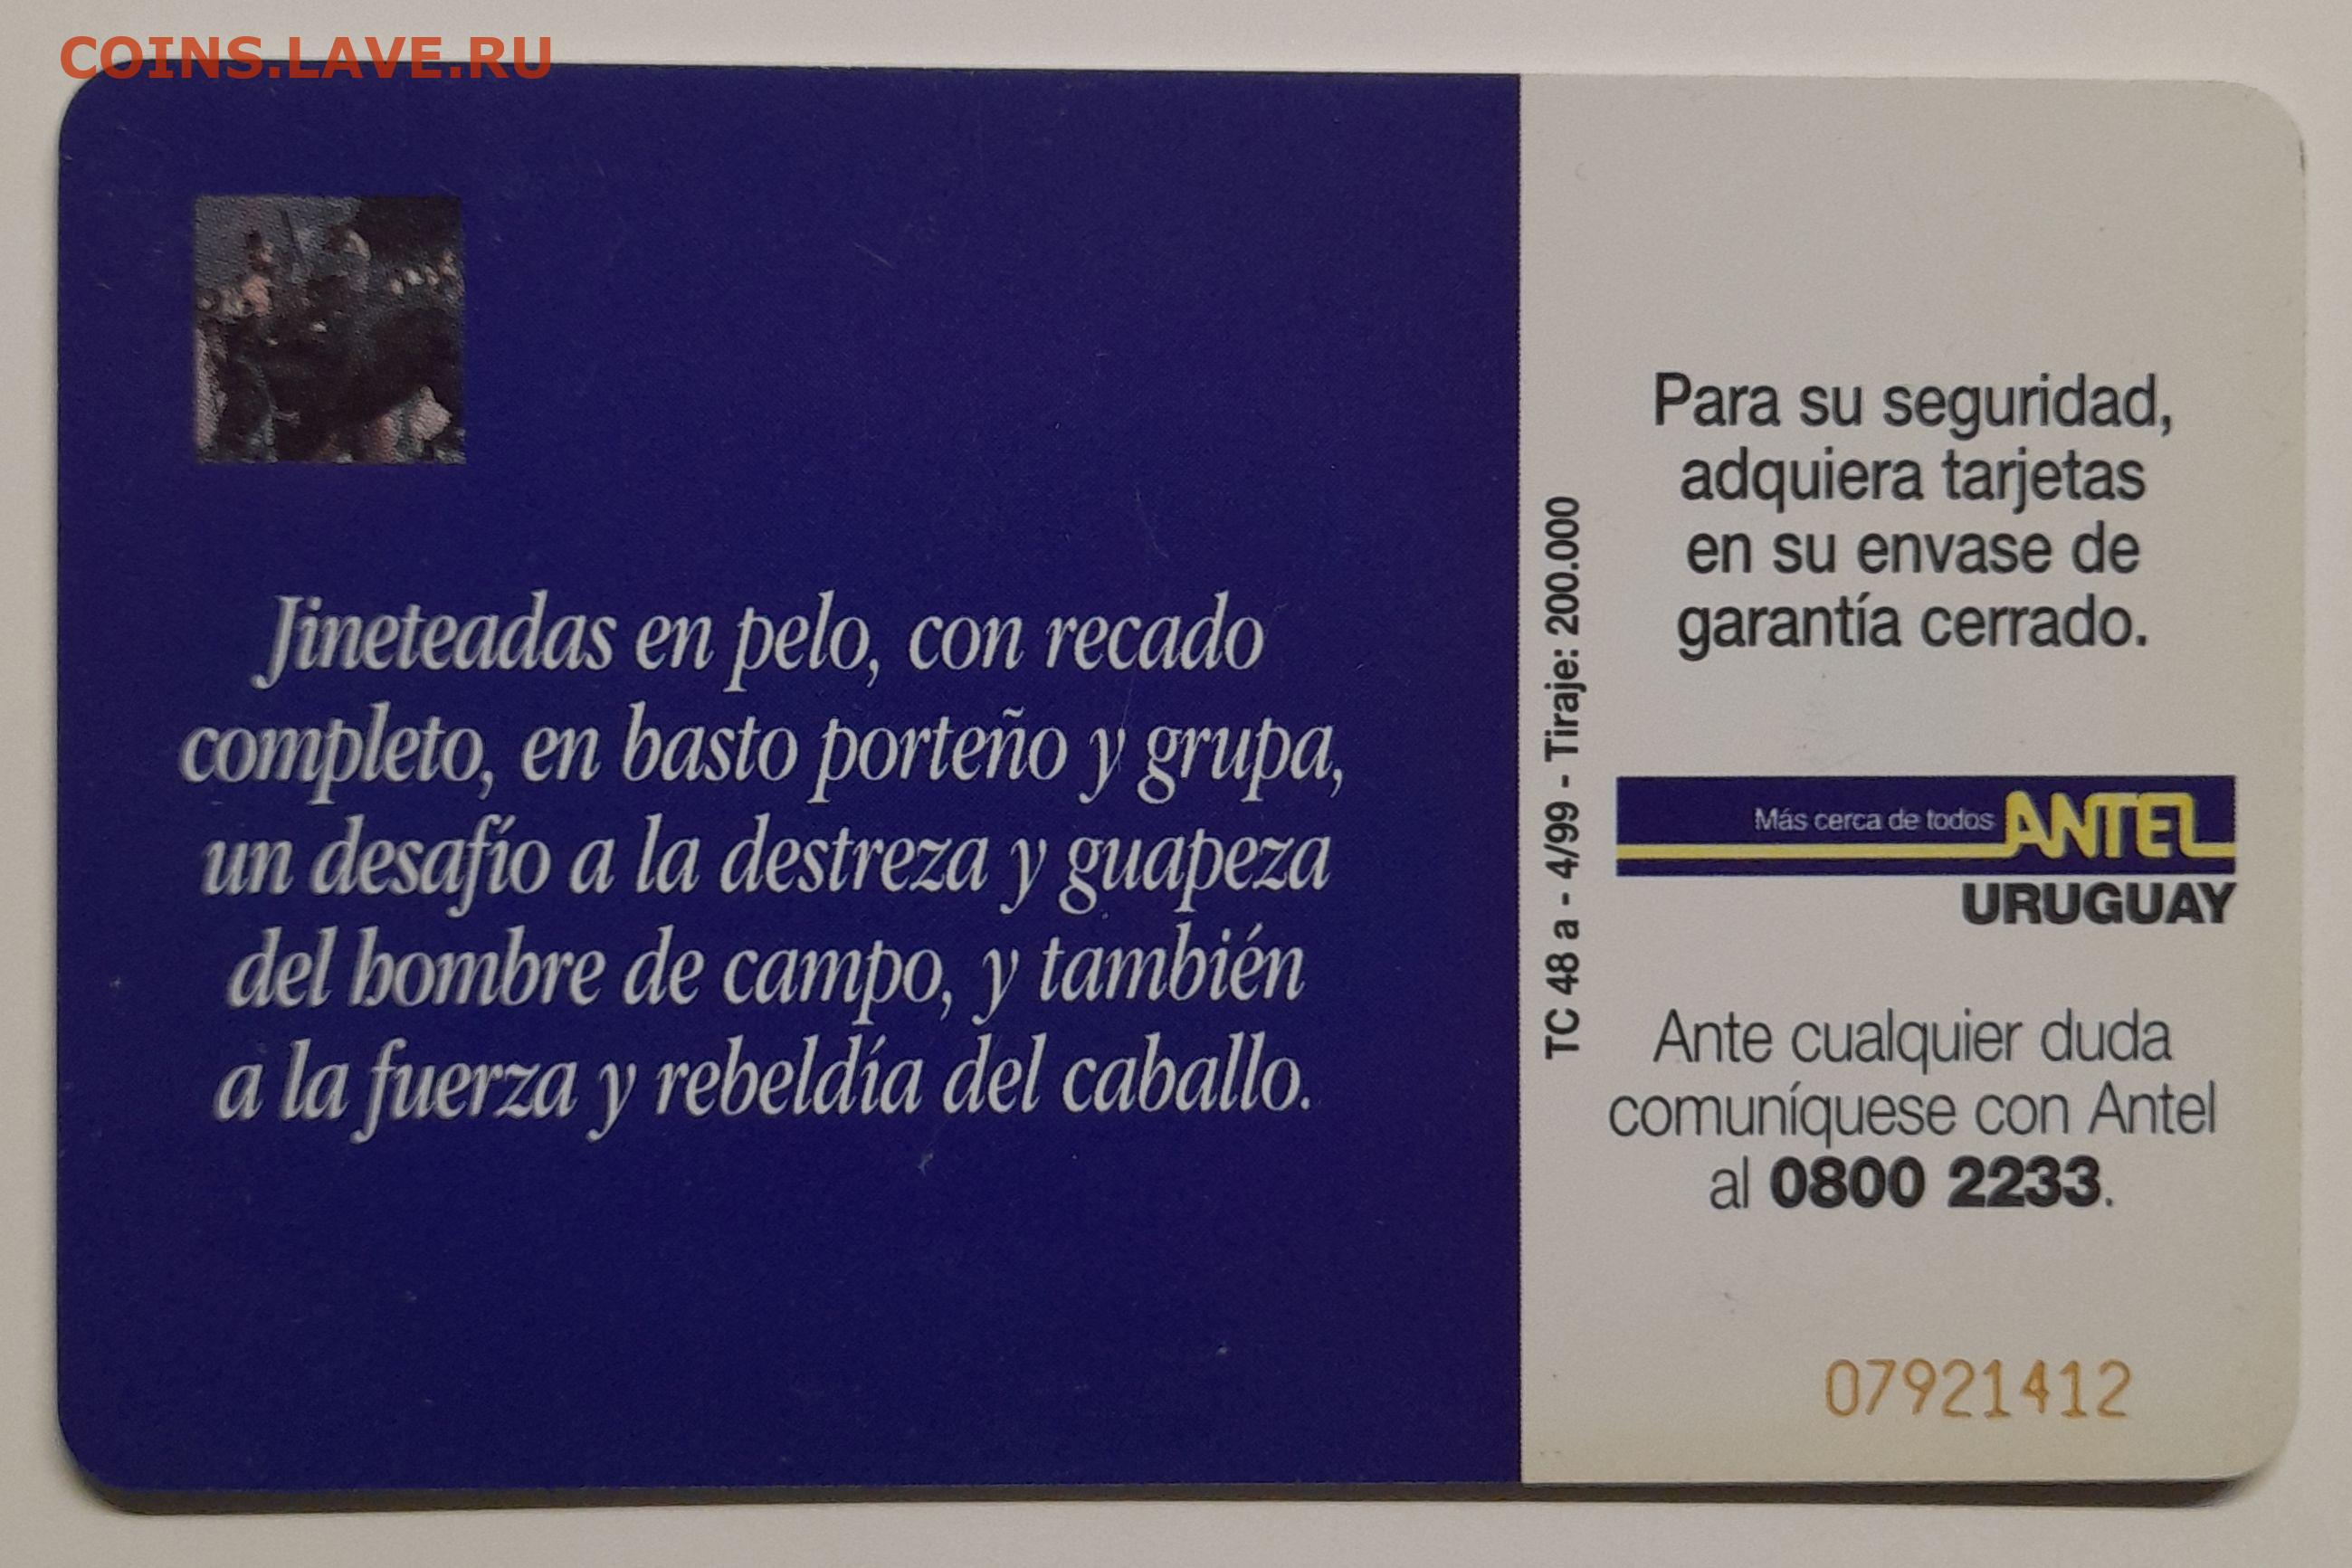 COINS.LAVE.RU
Jineteadas en pelo, con recado
completo, en basto porteño y grupa,
un desafío a la destreza y guapeza
del hombre de campo, y también
a la fuerza y rebeldía del caballo.
TC 48 a - 4/99 - Tiraje: 200.000
Para su seguridad,
adquiera tarjetas
en su envase de
garantía cerrado.
Más cerca de todos ANTEL
URUGUAY
Ante cualquier duda
comuníquese con Antel
al 0800 2233.
07921412